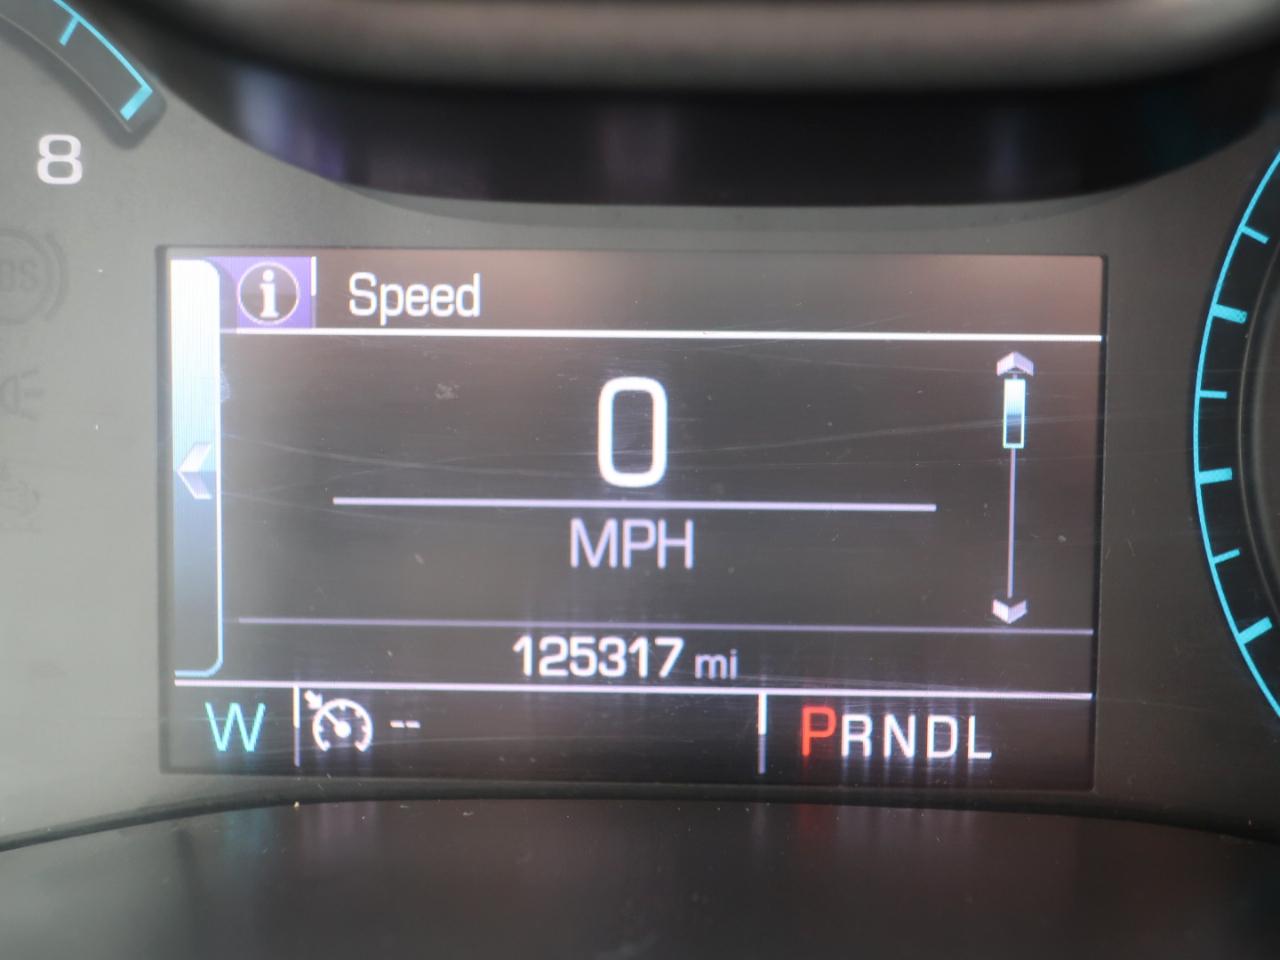 8
i Speed
0
MPH
125317 mi
W -- PRNDL